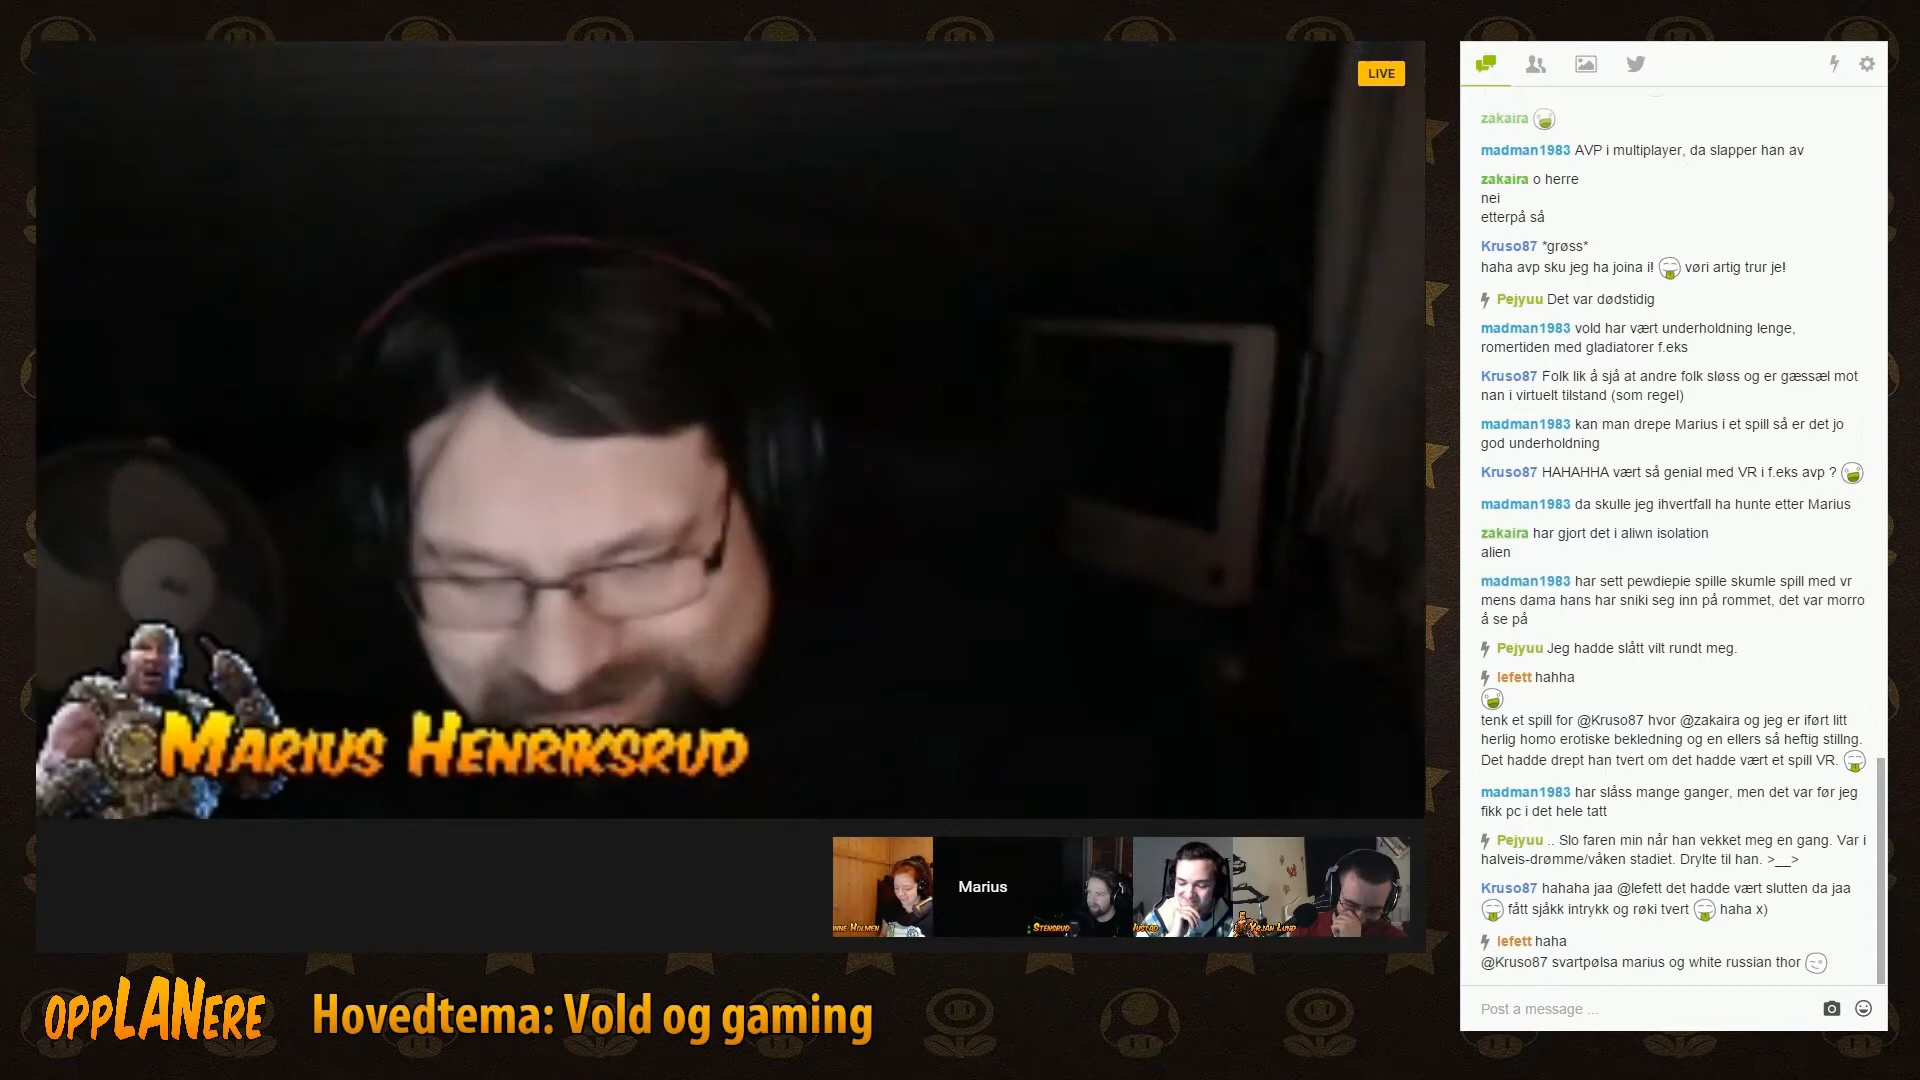 LIVE
Marius Henriksrud
Marius
Stensrud
oppLANere
Hovedtema: Vold og gaming
zakaira
madman1983 AVP i multiplayer, da slapper han av
zakaira o herre
nei
etterpå så
Kruso87 *grøss*
haha avp sku jeg ha joina i! vøri artig trur je!
Pejyuu Det var dødstidig
madman1983 vold har vært underholdning lenge,
romertiden med gladiatorer f.eks
Kruso87 Folk lik å sjå at andre folk sløss og er gæssæl mot
nan i virtuelt tilstand (som regel)
madman1983 kan man drepe Marius i et spill så er det jo
god underholdning
Kruso87 HAHAHHA vært så genial med VR i f.eks avp ?
madman1983 da skulle jeg ihvertfall ha hunte etter Marius
zakaira har gjort det i aliwn isolation
alien
madman1983 har sett pewdiepie spille skumle spill med vr
mens dama hans har sniki seg inn på rommet, det var morro
å se på
Pejyuu Jeg hadde slått vilt rundt meg.
lefett hahha
tenk et spill for @Kruso87 hvor @zakaira og jeg er iført litt
herlig homo erotiske bekledning og en ellers så heftig stillng.
Det hadde drept han tvert om det hadde vært et spill VR.
madman1983 har slåss mange ganger, men det var før jeg
fikk pc i det hele tatt
Pejyuu .. Slo faren min når han vekket meg en gang. Var i
halveis-drømme/våken stadiet. Drylte til han. >__>
Kruso87 hahaha jaa @lefett det hadde vært slutten da jaa
fått sjåkk intrykk og røki tvert haha x)
lefett haha
@Kruso87 svartpølsa marius og white russian thor
Post a message ...